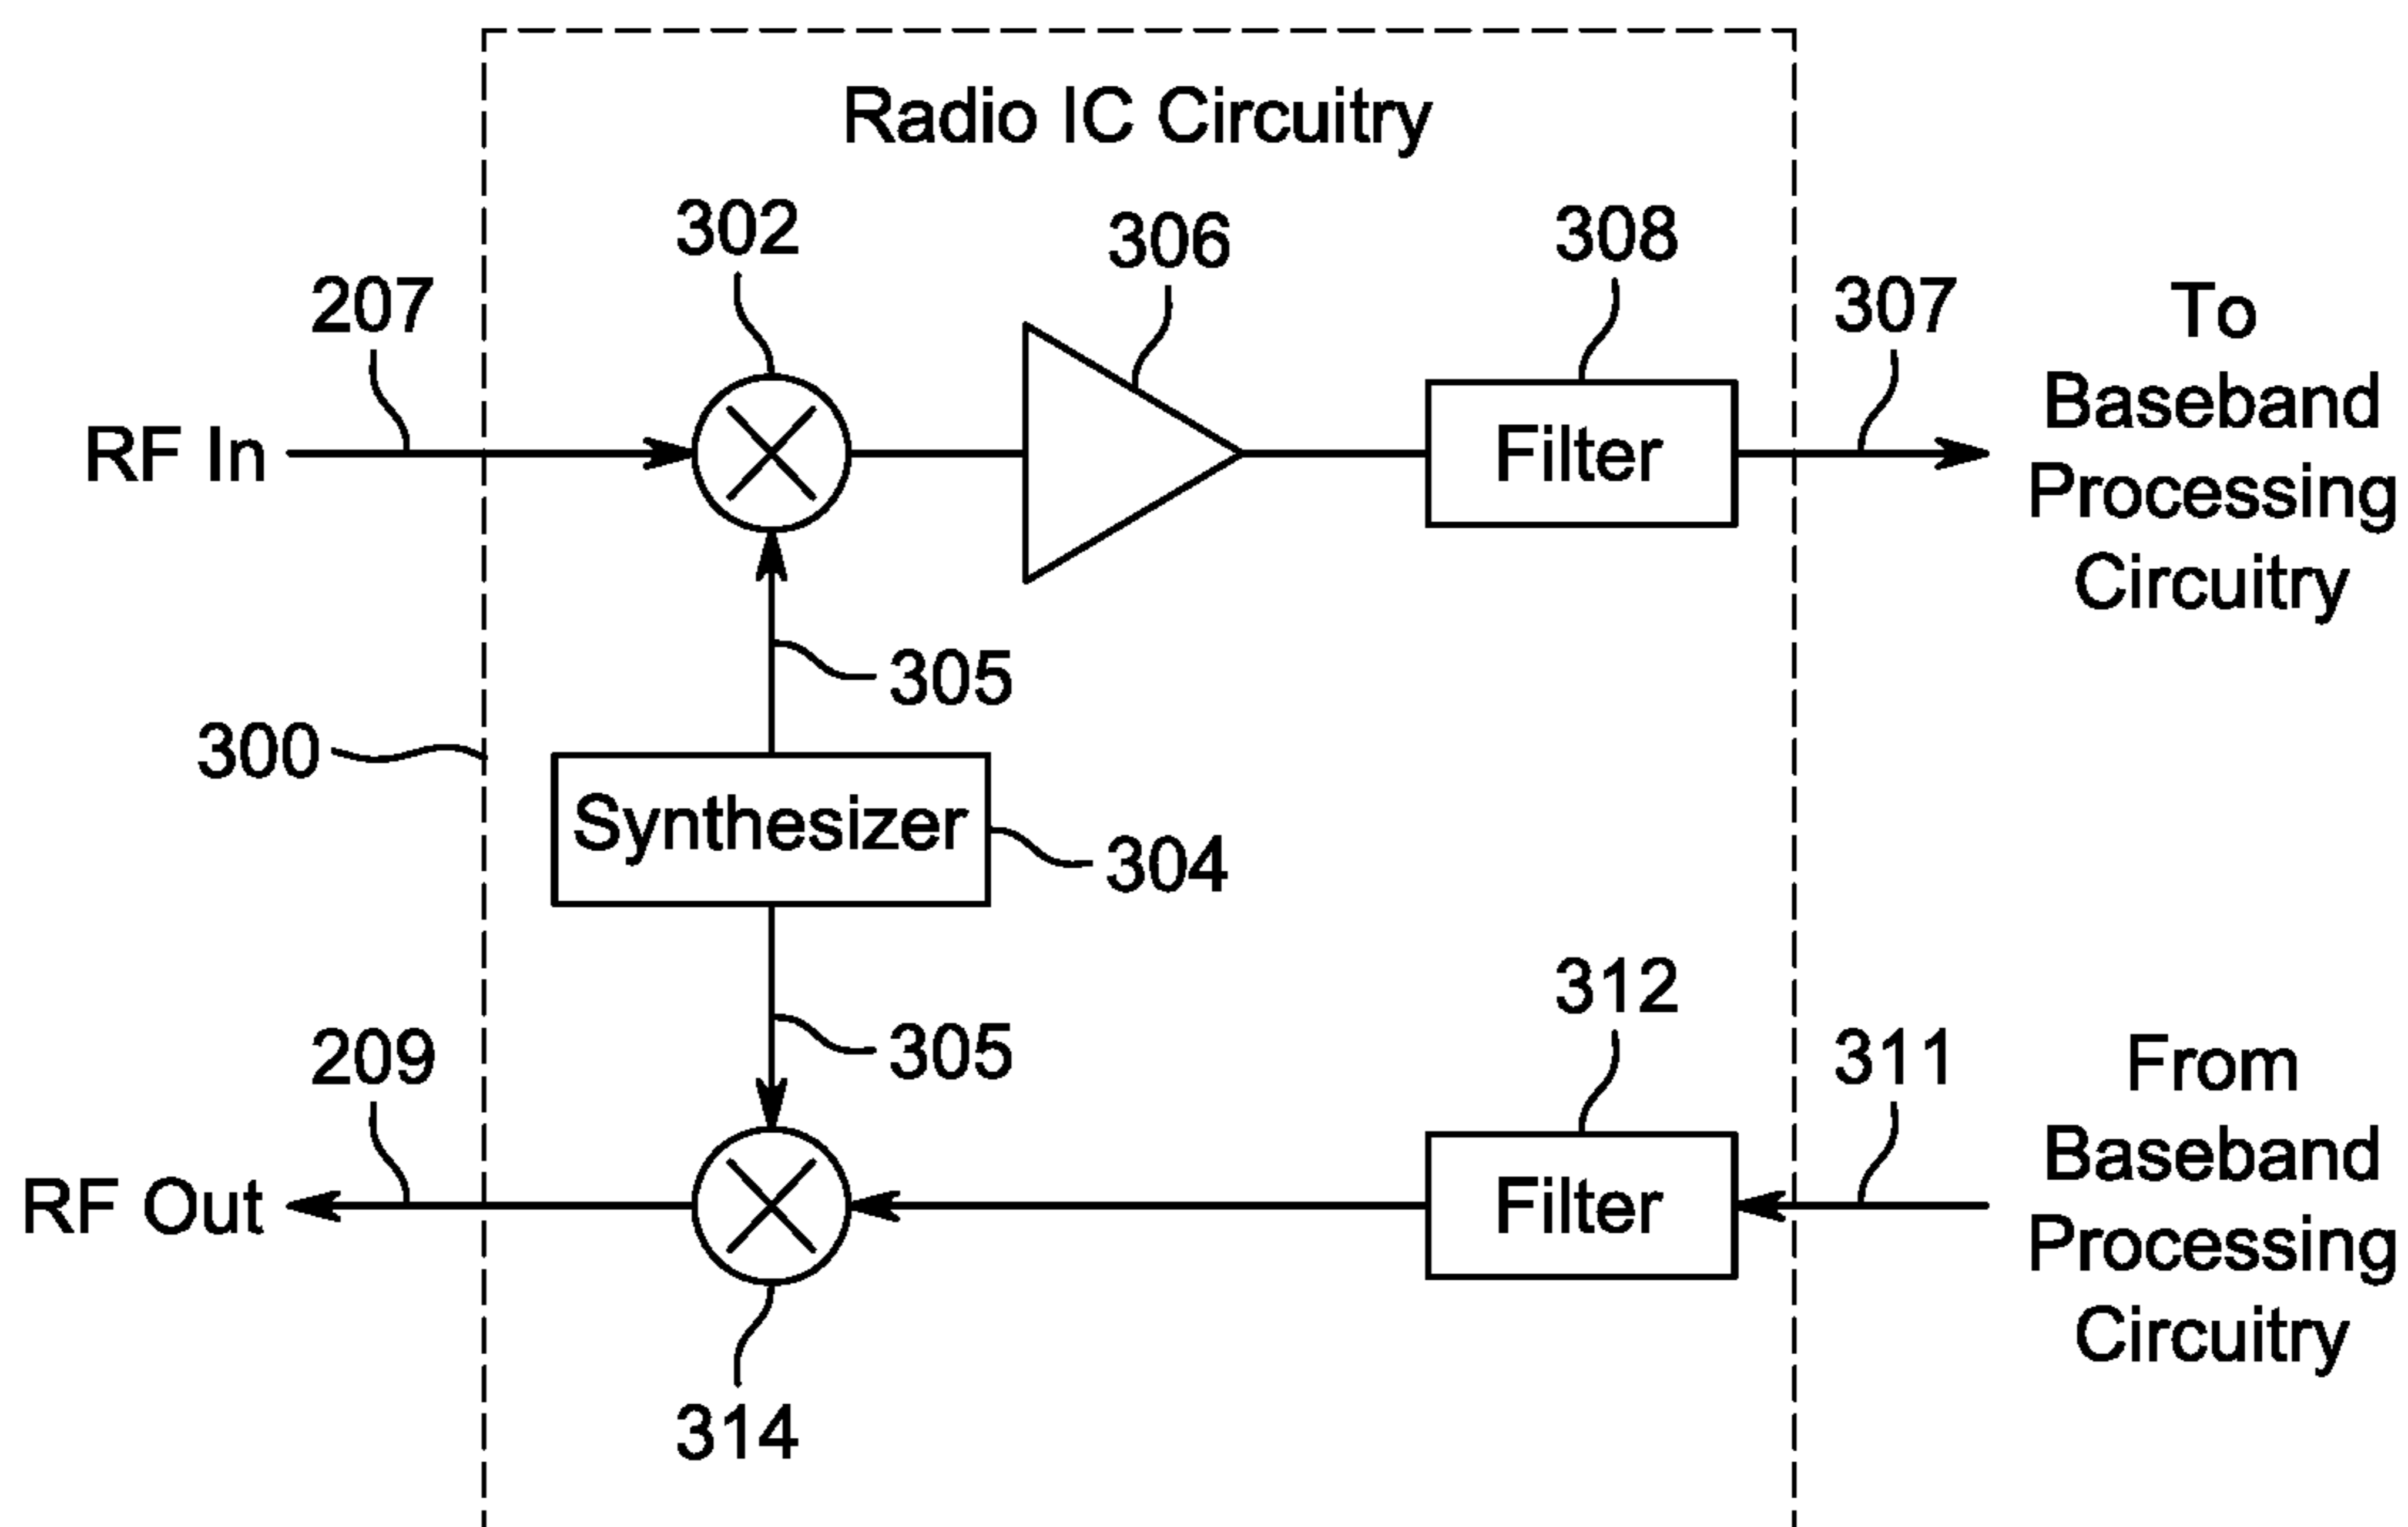 Radio IC Circuitry
302
306
308
207
307
RF In
Filter
To
Baseband
Processing
Circuitry
305
300
Synthesizer
304
312
209
305
311
RF Out
Filter
From
Baseband
Processing
Circuitry
314